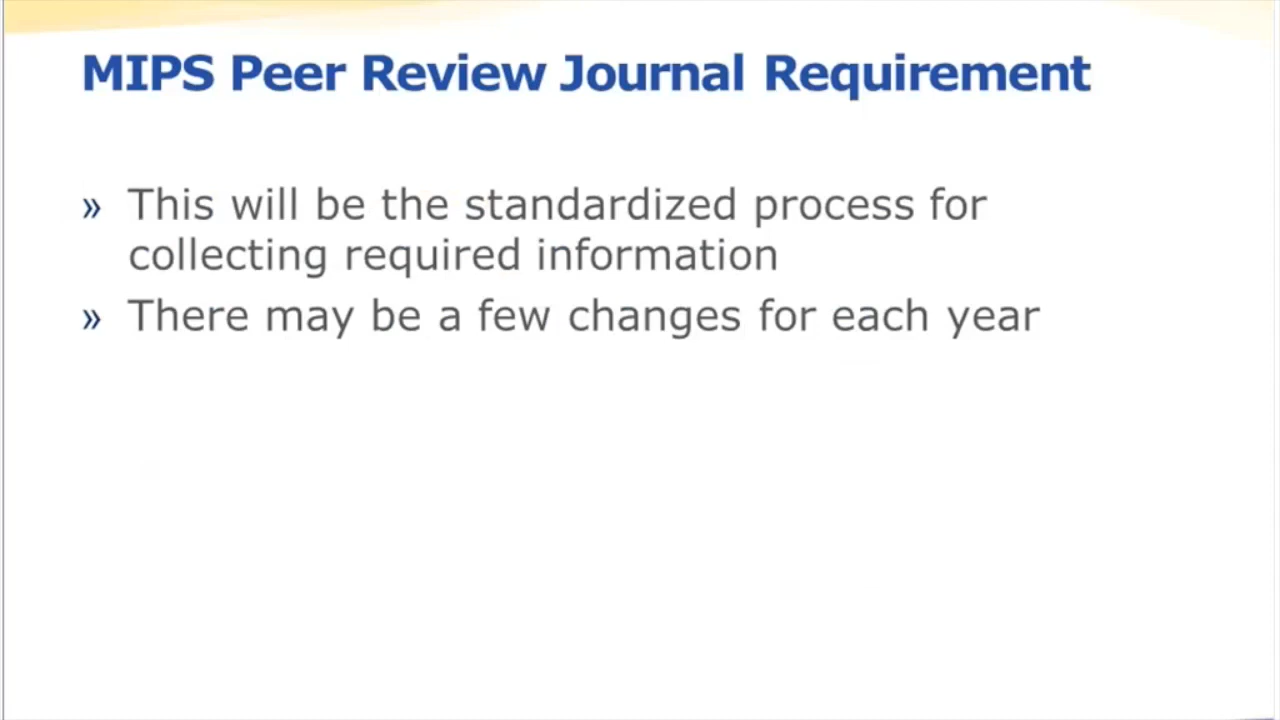 MIPS Peer Review Journal Requirement
» This will be the standardized process for
collecting required information
» There may be a few changes for each year